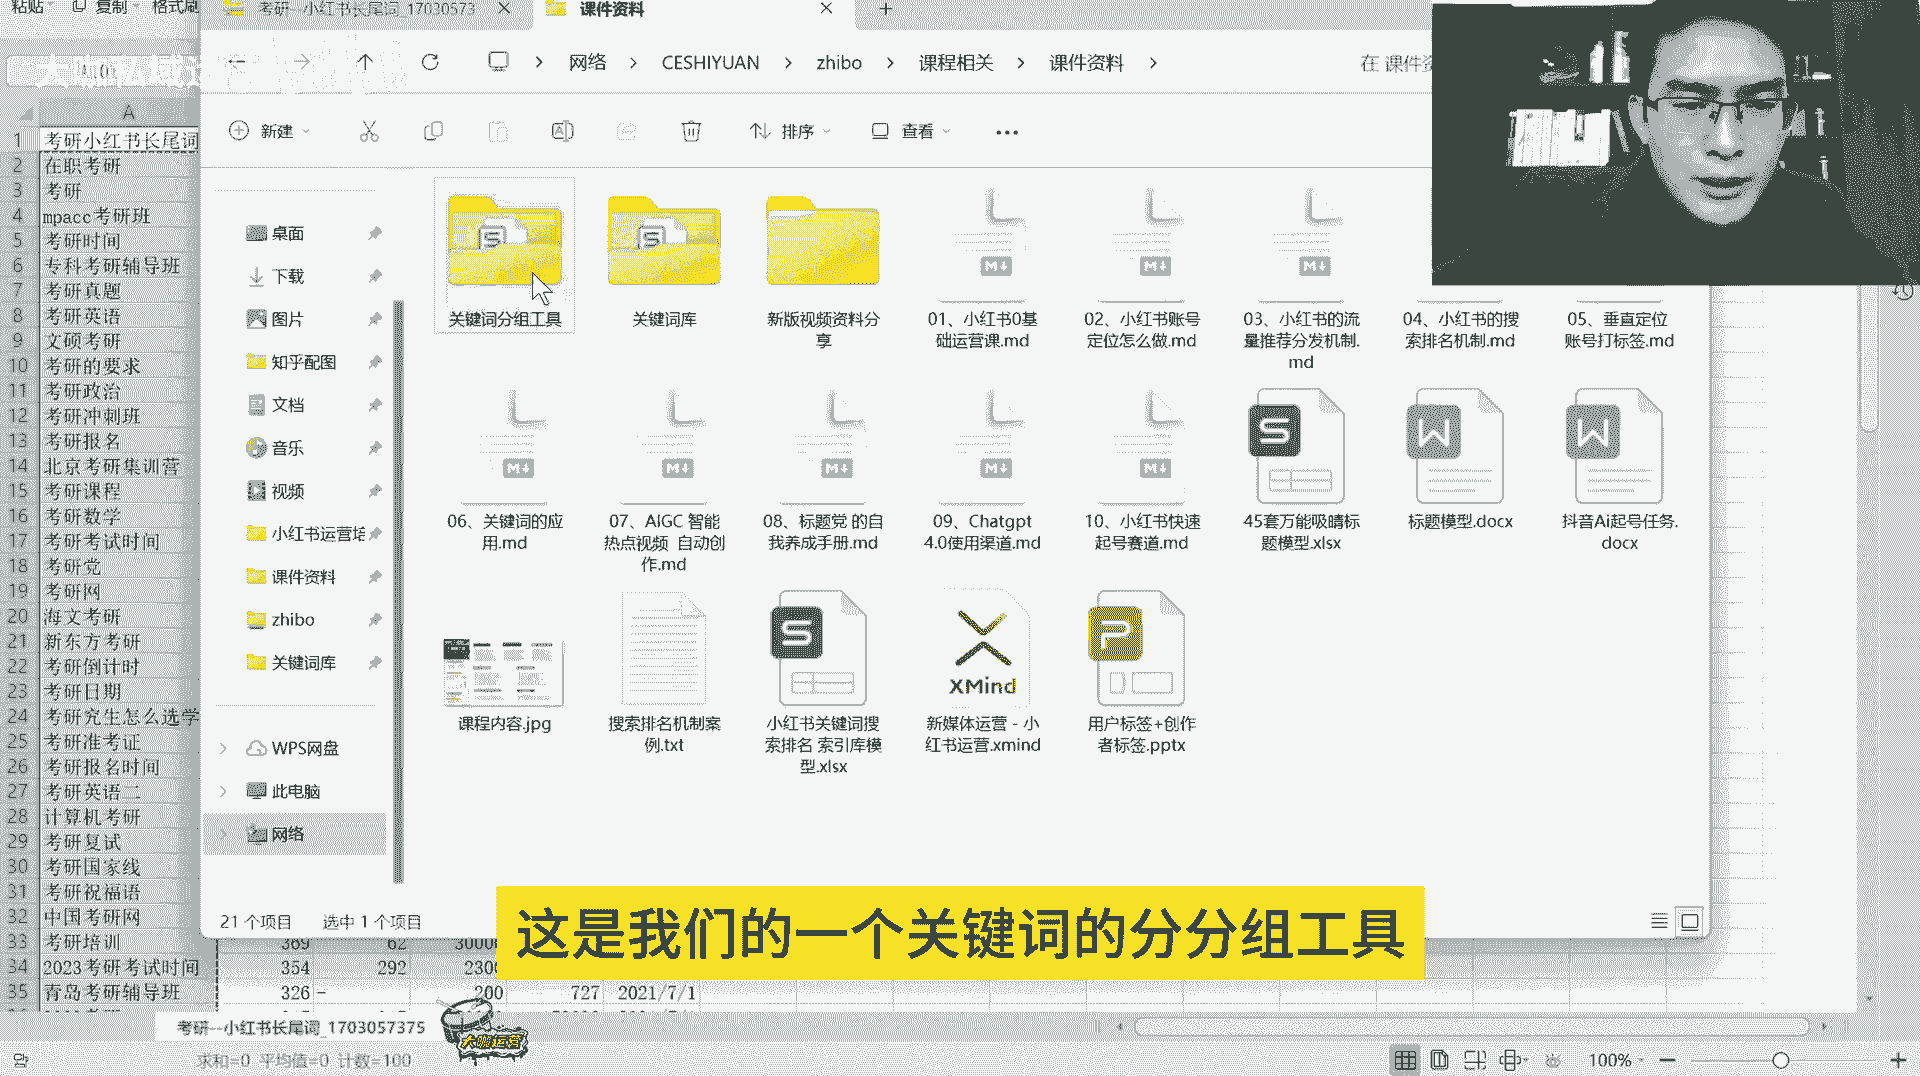 粘贴 复制 格式刷
考研--小红书长尾词_17030573
课件资料
网络 CESHIYUAN zhibo 课程相关 课件资料
在 课件资
新建 排序 查看
A
1 考研小红书长尾词
2 在职考研
3 考研
4 mpacc考研班
5 考研时间
6 专科考研辅导班
7 考研真题
8 考研英语
9 文硕考研
10 考研的要求
11 考研政治
12 考研冲刺班
13 考研报名
14 北京考研集训营
15 考研课程
16 考研数学
17 考研考试时间
18 考研党
19 考研网
20 海文考研
21 新东方考研
22 考研倒计时
23 考研日期
24 考研究生怎么选学
25 考研准考证
26 考研报名时间
27 考研英语二
28 计算机考研
29 考研复试
30 考研国家线
31 考研祝福语
32 中国考研网
33 考研培训 369 62
34 2023考研考试时间 354 292
35 青岛考研辅导班 326 - 200 727 2021/7/1
桌面
下载
图片
知乎配图
文档
音乐
视频
小红书运营培
课件资料
zhibo
关键词库
WPS网盘
此电脑
网络
21 个项目 选中 1 个项目
关键词分组工具
关键词库
新版视频资料分
享
01、小红书0基
础运营课.md
02、小红书账号
定位怎么做.md
03、小红书的流
量推荐分发机制.
md
04、小红书的搜
索排名机制.md
05、垂直定位
账号打标签.md
06、关键词的应
用.md
07、AIGC 智能
热点视频 自动创
作.md
08、标题党 的自
我养成手册.md
09、Chatgpt
4.0使用渠道.md
10、小红书快速
起号赛道.md
45套万能吸睛标
题模型.xlsx
标题模型.docx
抖音Ai起号任务.
docx
课程内容.jpg
搜索排名机制案
例.txt
小红书关键词搜
索排名 索引库模
型.xlsx
XMind
新媒体运营 - 小
红书运营.xmind
用户标签+创作
者标签.pptx
这是我们的一个关键词的分分组工具
考研--小红书长尾词_1703057375
大咖运营
求和=0 平均值=0 计数=100
100%